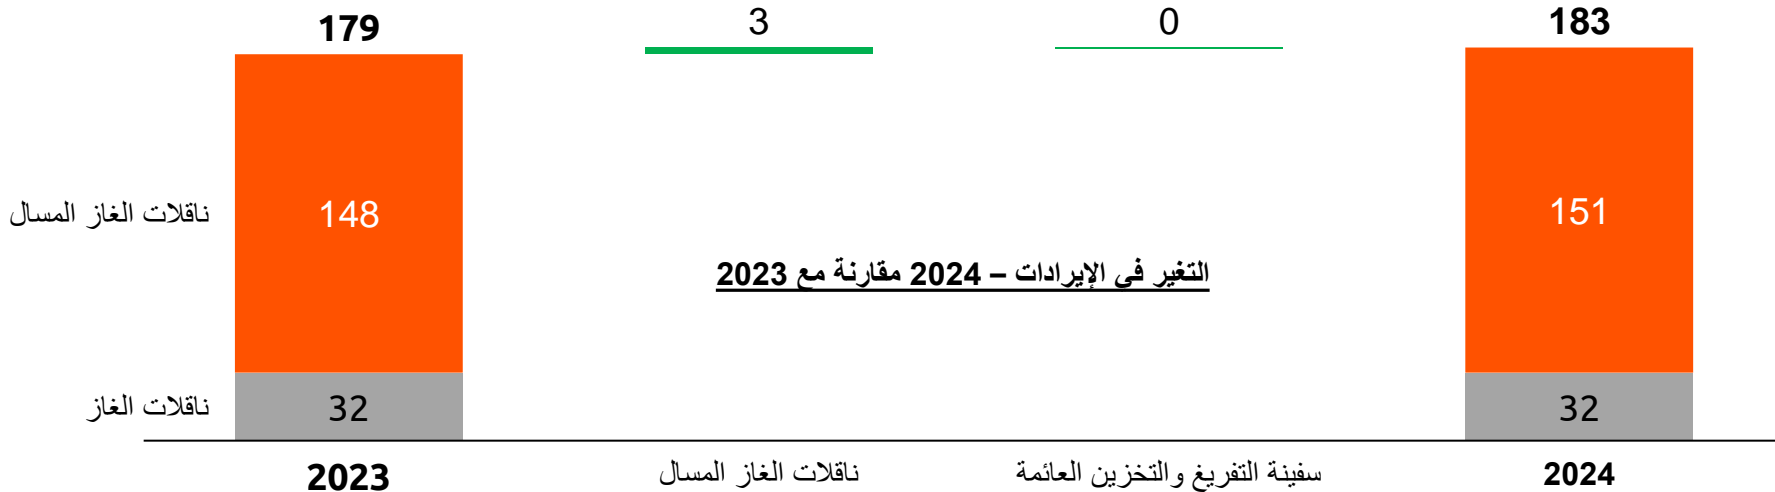 179
3
0
183
ناقلات الغاز المسال
148
151
التغير في الإيرادات – 2024 مقارنة مع 2023
ناقلات الغاز
32
32
2023
ناقلات الغاز المسال
سفينة التفريغ والتخزين العائمة
2024